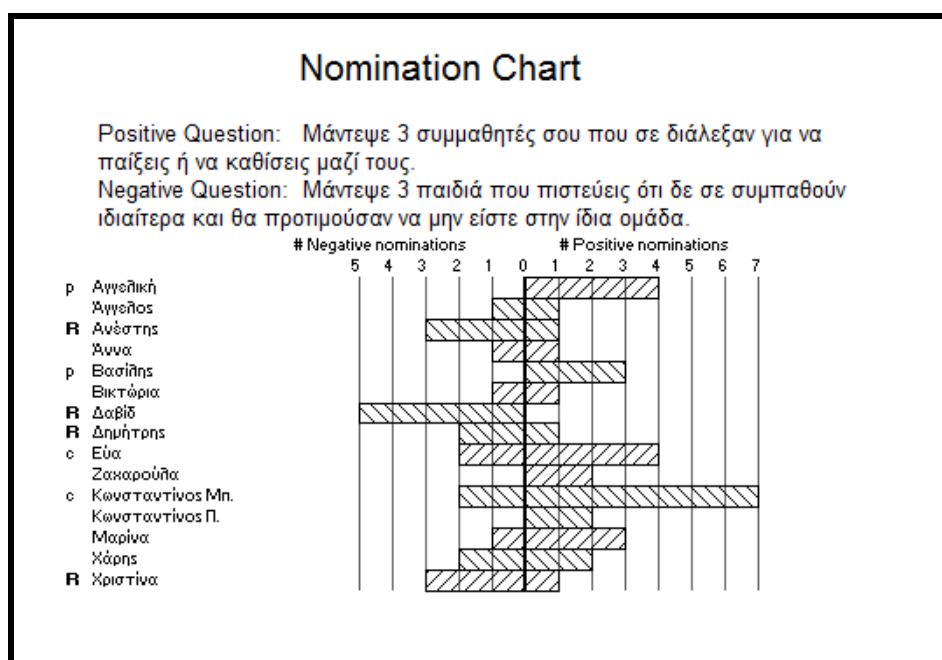 Nomination Chart
Positive Question: Μάντεψε 3 συμμαθητές σου που σε διάλεξαν για να
παίξεις ή να καθίσεις μαζί τους.
Negative Question: Μάντεψε 3 παιδιά που πιστεύεις ότι δε σε συμπαθούν
ιδιαίτερα και θα προτιμούσαν να μην είστε στην ίδια ομάδα.
# Negative nominations # Positive nominations
5 4 3 2 1 0 1 2 3 4 5 6 7
p Αγγελική
Άγγελος
R Ανέστης
Άννα
p Βασίλης
Βικτώρια
R Δαβίδ
R Δημήτρης
c Εύα
Ζαχαρούλα
c Κωνσταντίνος Μπ.
Κωνσταντίνος Π.
Μαρίνα
Χάρης
R Χριστίνα